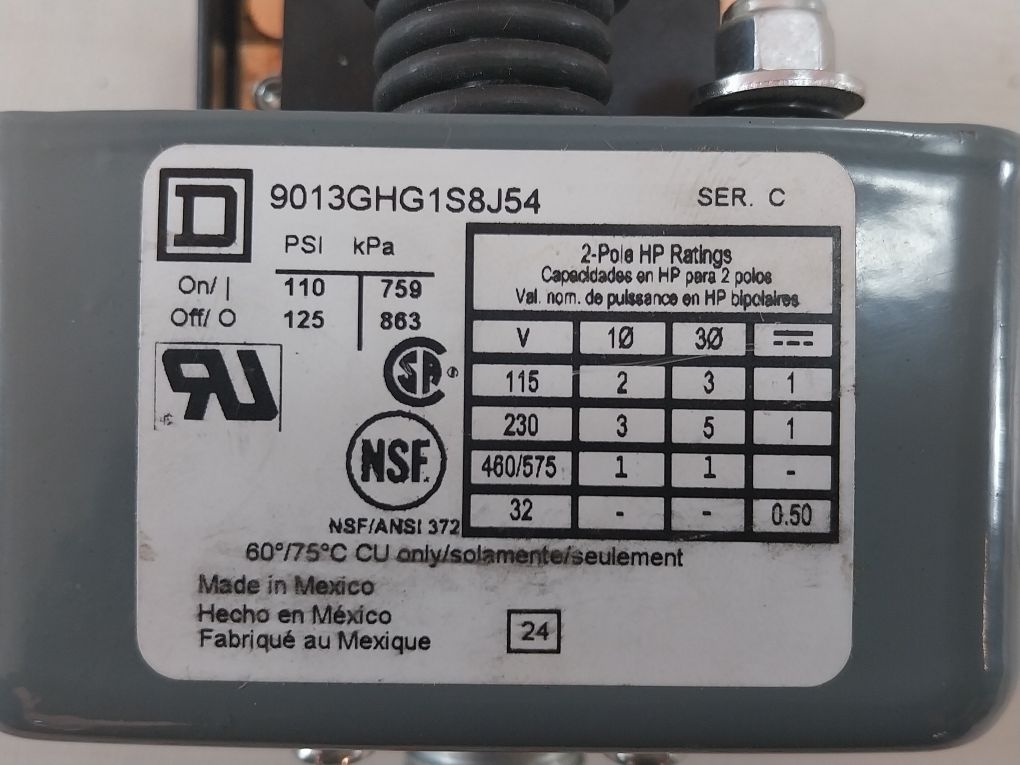 D 9013GHG1S8J54 SER. C
PSI kPa
On/ | 110 759
Off/ O 125 863
2-Pole HP Ratings
Capacidades en HP para 2 polos
Val. nom. de puissance en HP bipolaires
V 1Ø 3Ø ⎓
115 2 3 1
230 3 5 1
460/575 1 1 -
32 - - 0.50
RU
SA ®
NSF.
NSF/ANSI 372
60°/75°C CU only/solamente/seulement
Made in Mexico
Hecho en México
Fabriqué au Mexique
24